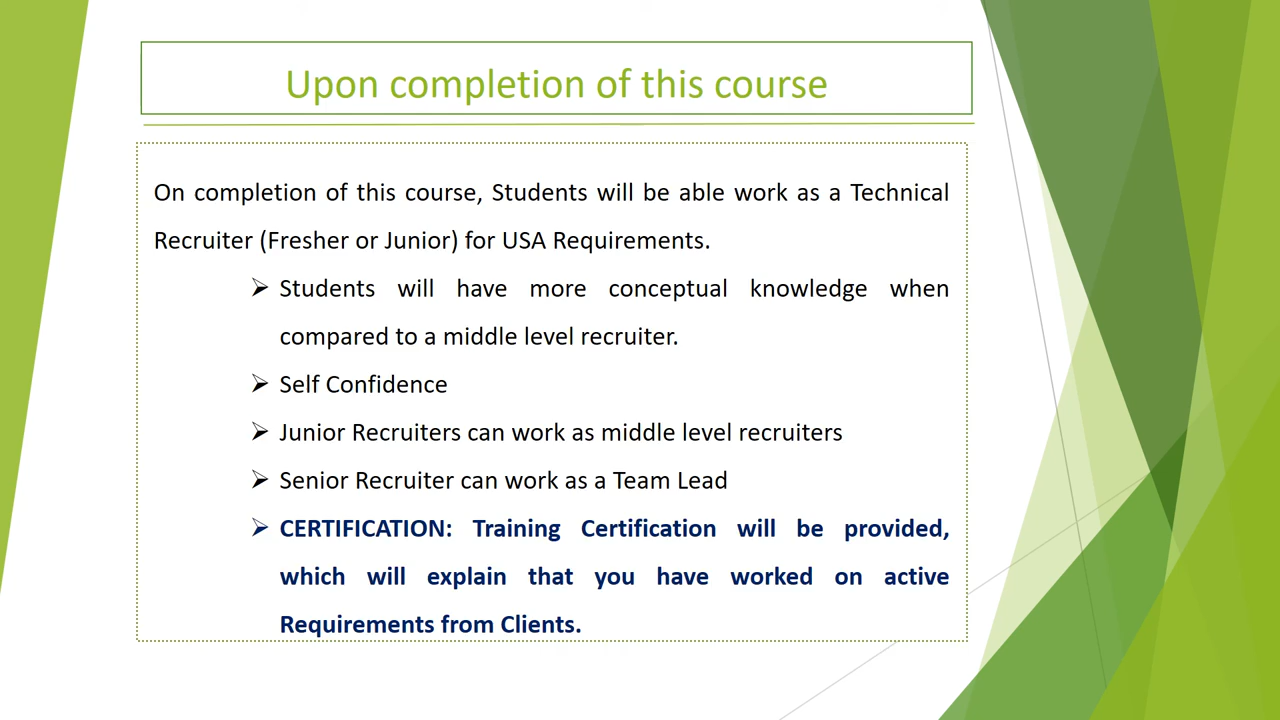 Upon completion of this course
On completion of this course, Students will be able work as a Technical
Recruiter (Fresher or Junior) for USA Requirements.
Students will have more conceptual knowledge when
compared to a middle level recruiter.
Self Confidence
Junior Recruiters can work as middle level recruiters
Senior Recruiter can work as a Team Lead
CERTIFICATION: Training Certification will be provided,
which will explain that you have worked on active
Requirements from Clients.